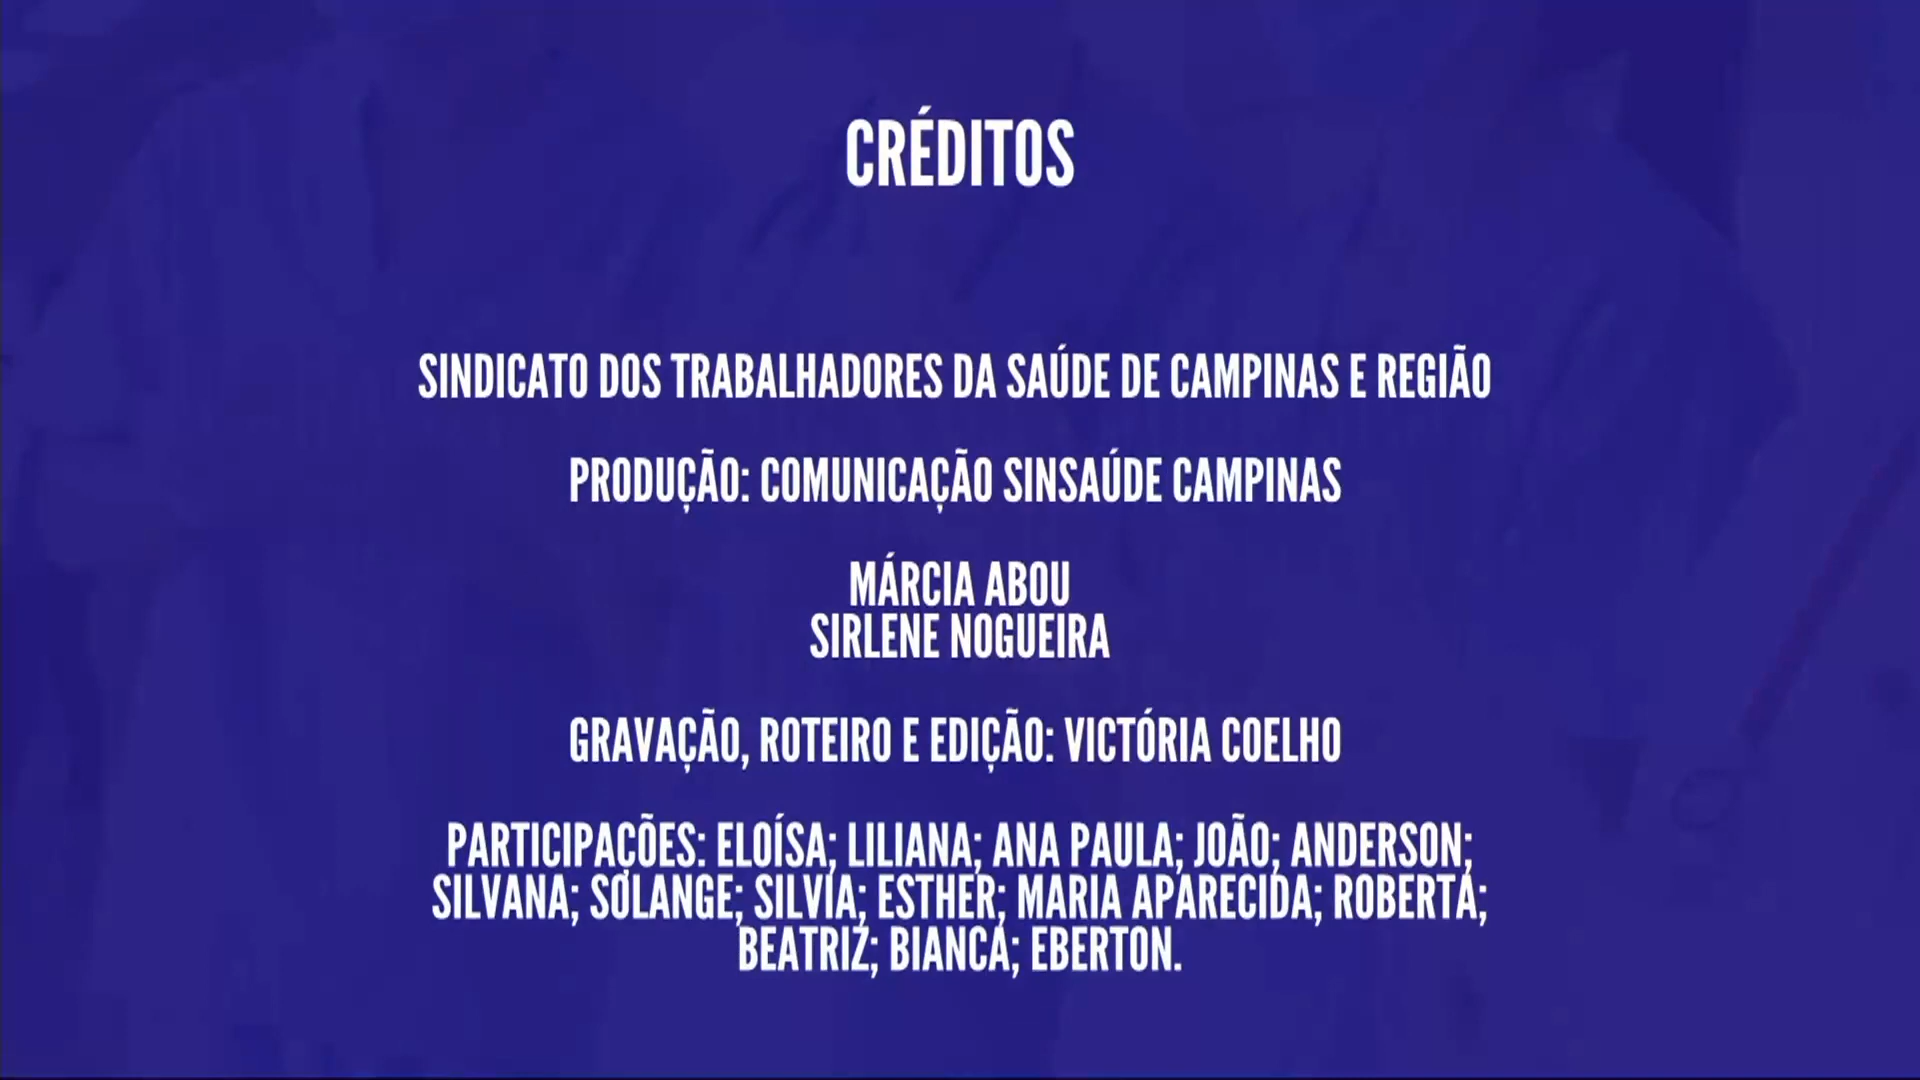 CRÉDITOS
SINDICATO DOS TRABALHADORES DA SAÚDE DE CAMPINAS E REGIÃO
PRODUÇÃO: COMUNICAÇÃO SINSAÚDE CAMPINAS
MÁRCIA ABOU
SIRLENE NOGUEIRA
GRAVAÇÃO, ROTEIRO E EDIÇÃO: VICTÓRIA COELHO
PARTICIPAÇÕES: ELOÍSA; LILIANA; ANA PAULA; JOÃO; ANDERSON;
SILVANA; SOLANGE; SILVIA; ESTHER; MARIA APARECIDA; ROBERTA;
BEATRIZ; BIANCA; EBERTON.